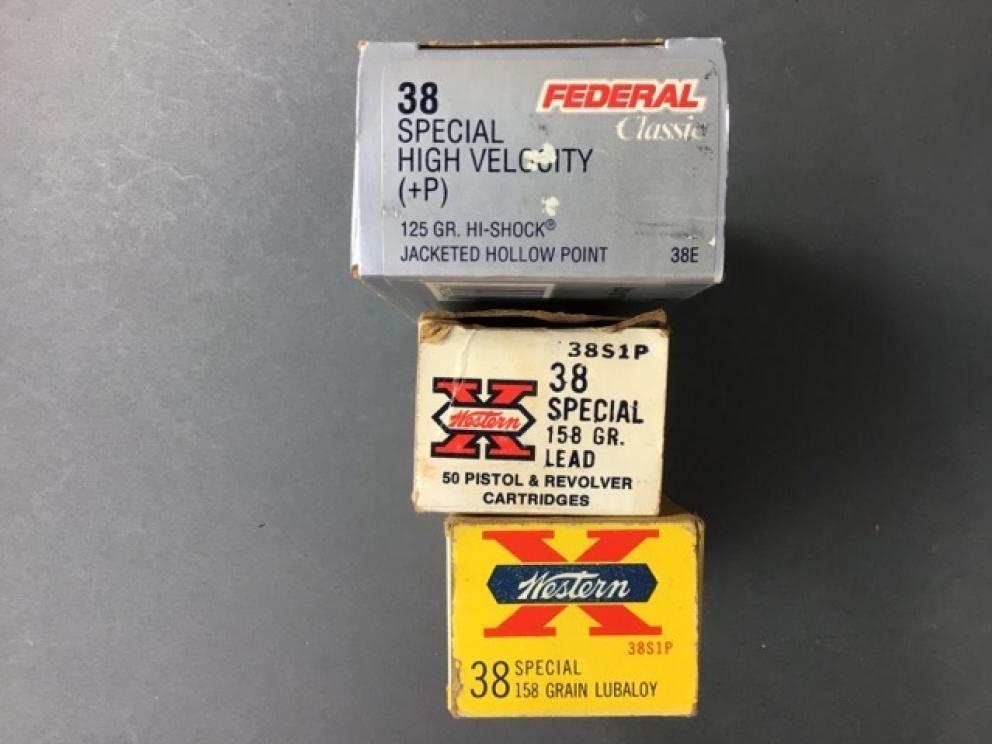 38
FEDERAL
Classic
SPECIAL
HIGH VELOCITY
(+P)
125 GR. HI-SHOCK®
JACKETED HOLLOW POINT 38E
38S1P
X
Western
38
SPECIAL
158 GR.
LEAD
50 PISTOL & REVOLVER
CARTRIDGES
X
Western
38S1P
38 SPECIAL
158 GRAIN LUBALOY